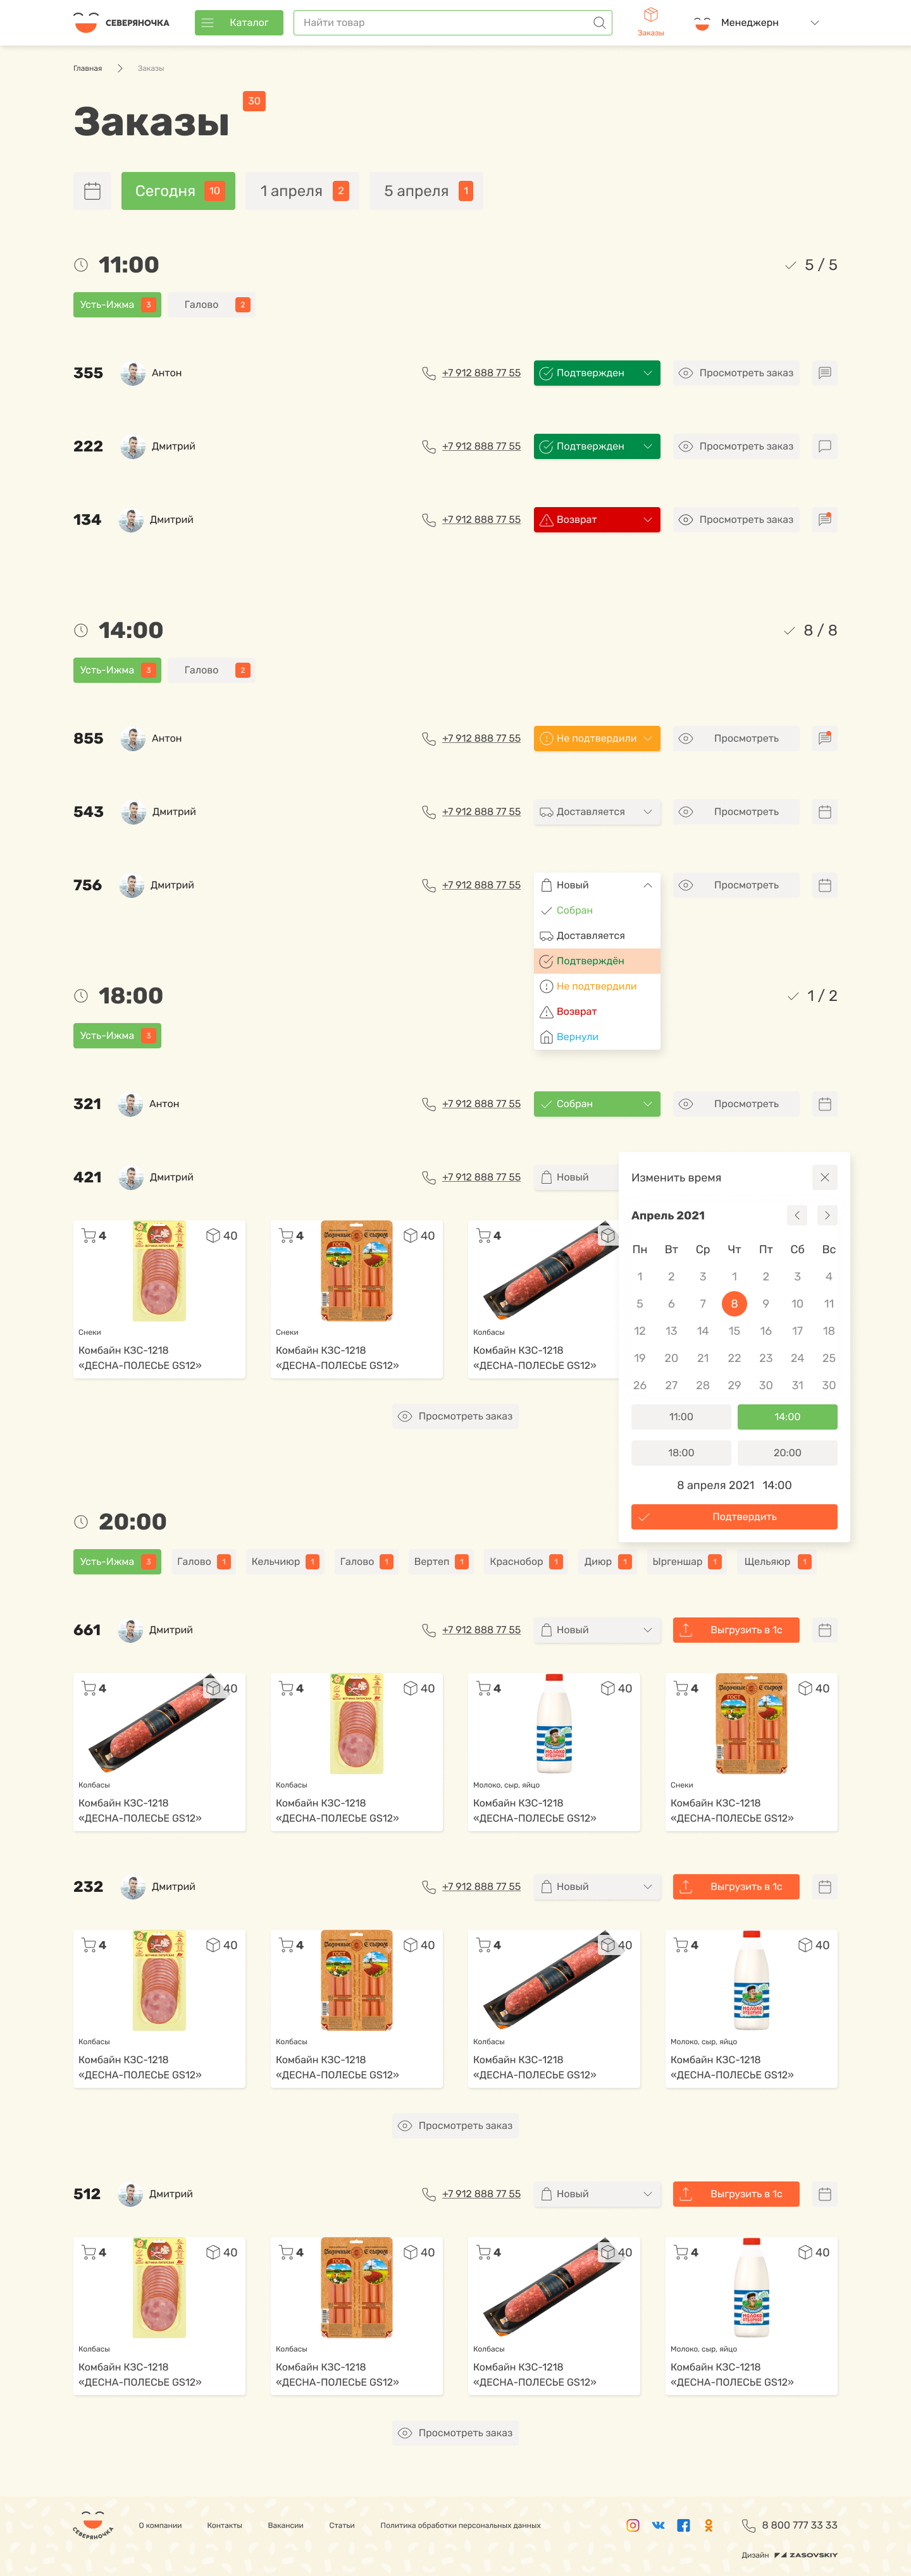 СЕВЕРЯНОЧКА
Каталог
Найти товар
Заказы
Менеджерн
Главная
Заказы
Заказы 30
Сегодня 10
1 апреля 2
5 апреля 1
11:00
5 / 5
Усть-Ижма 3
Галово 2
355 Антон +7 912 888 77 55 Подтвержден Просмотреть заказ
222 Дмитрий +7 912 888 77 55 Подтвержден Просмотреть заказ
134 Дмитрий +7 912 888 77 55 Возврат Просмотреть заказ
14:00
8 / 8
Усть-Ижма 3
Галово 2
855 Антон +7 912 888 77 55 Не подтвердили Просмотреть
543 Дмитрий +7 912 888 77 55 Доставляется Просмотреть
756 Дмитрий +7 912 888 77 55 Новый Просмотреть
Собран
Доставляется
Подтверждён
Не подтвердили
Возврат
Вернули
18:00
1 / 2
Усть-Ижма 3
321 Антон +7 912 888 77 55 Собран Просмотреть
421 Дмитрий +7 912 888 77 55 Новый
4 40 4 40 4
Снеки Снеки Колбасы
Комбайн КЗС-1218 Комбайн КЗС-1218 Комбайн КЗС-1218
«ДЕСНА-ПОЛЕСЬЕ GS12» «ДЕСНА-ПОЛЕСЬЕ GS12» «ДЕСНА-ПОЛЕСЬЕ GS12»
Просмотреть заказ
Изменить время
Апрель 2021
Пн Вт Ср Чт Пт Сб Вс
1 2 3 1 2 3 4
5 6 7 8 9 10 11
12 13 14 15 16 17 18
19 20 21 22 23 24 25
26 27 28 29 30 31 30
11:00 14:00
18:00 20:00
8 апреля 2021 14:00
Подтвердить
20:00
Усть-Ижма 3 Галово 1 Кельчиюр 1 Галово 1 Вертеп 1 Краснобор 1 Диюр 1 Ыргеншар 1 Щельяюр 1
661 Дмитрий +7 912 888 77 55 Новый Выгрузить в 1с
4 40 4 40 4 40 4 40
Колбасы Колбасы Молоко, сыр, яйцо Снеки
Комбайн КЗС-1218 Комбайн КЗС-1218 Комбайн КЗС-1218 Комбайн КЗС-1218
«ДЕСНА-ПОЛЕСЬЕ GS12» «ДЕСНА-ПОЛЕСЬЕ GS12» «ДЕСНА-ПОЛЕСЬЕ GS12» «ДЕСНА-ПОЛЕСЬЕ GS12»
232 Дмитрий +7 912 888 77 55 Новый Выгрузить в 1с
4 40 4 40 4 40 4 40
Колбасы Колбасы Колбасы Молоко, сыр, яйцо
Комбайн КЗС-1218 Комбайн КЗС-1218 Комбайн КЗС-1218 Комбайн КЗС-1218
«ДЕСНА-ПОЛЕСЬЕ GS12» «ДЕСНА-ПОЛЕСЬЕ GS12» «ДЕСНА-ПОЛЕСЬЕ GS12» «ДЕСНА-ПОЛЕСЬЕ GS12»
Просмотреть заказ
512 Дмитрий +7 912 888 77 55 Новый Выгрузить в 1с
4 40 4 40 4 40 4 40
Колбасы Колбасы Колбасы Молоко, сыр, яйцо
Комбайн КЗС-1218 Комбайн КЗС-1218 Комбайн КЗС-1218 Комбайн КЗС-1218
«ДЕСНА-ПОЛЕСЬЕ GS12» «ДЕСНА-ПОЛЕСЬЕ GS12» «ДЕСНА-ПОЛЕСЬЕ GS12» «ДЕСНА-ПОЛЕСЬЕ GS12»
Просмотреть заказ
СЕВЕРЯНОЧКА
О компании Контакты Вакансии Статьи Политика обработки персональных данных
8 800 777 33 33
Дизайн ZASOVSKIY